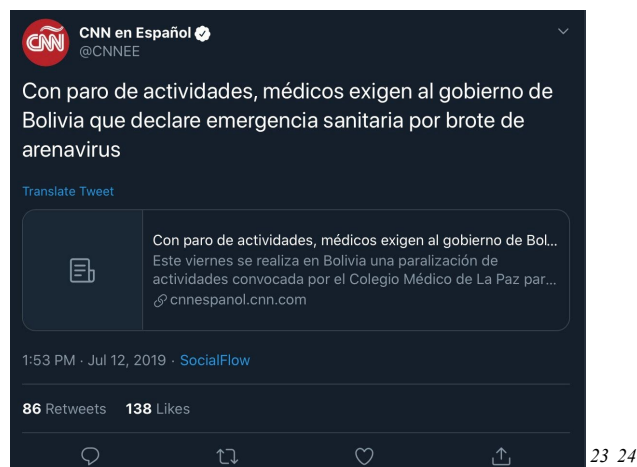 CNN
CNN en Español
@CNNEE
Con paro de actividades, médicos exigen al gobierno de
Bolivia que declare emergencia sanitaria por brote de
arenavirus
Translate Tweet
Con paro de actividades, médicos exigen al gobierno de Bol...
Este viernes se realiza en Bolivia una paralización de
actividades convocada por el Colegio Médico de La Paz par...
cnnespanol.cnn.com
1:53 PM · Jul 12, 2019 · SocialFlow
86 Retweets 138 Likes
23 24